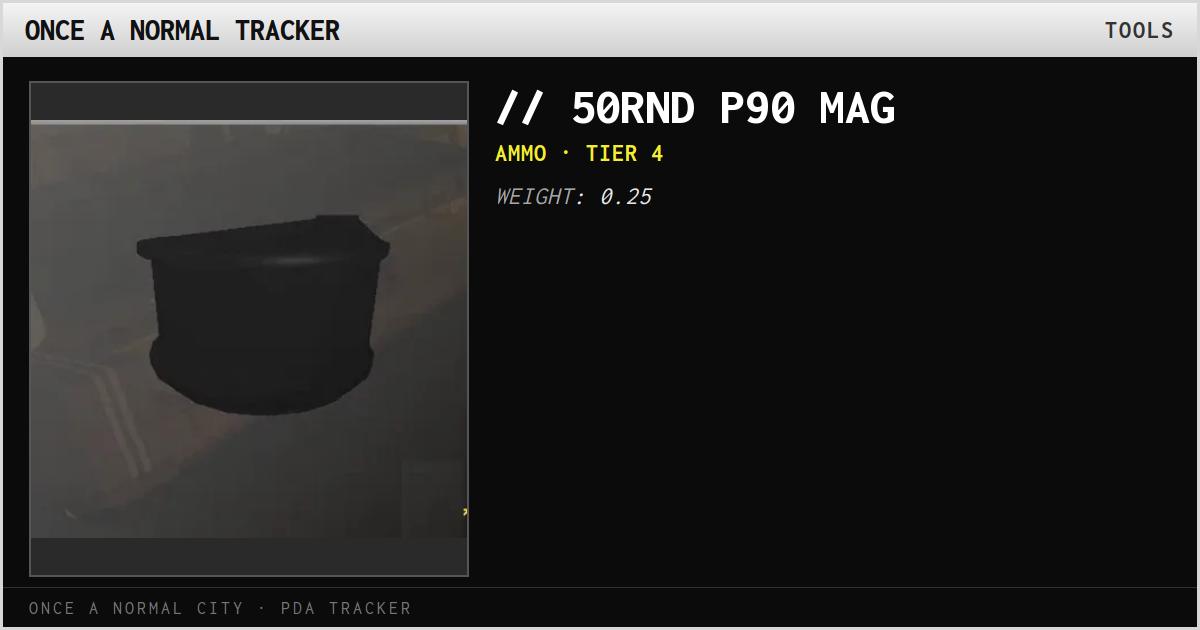 ONCE A NORMAL TRACKER
TOOLS
// 50RND P90 MAG
AMMO · TIER 4
WEIGHT: 0.25
ONCE A NORMAL CITY · PDA TRACKER